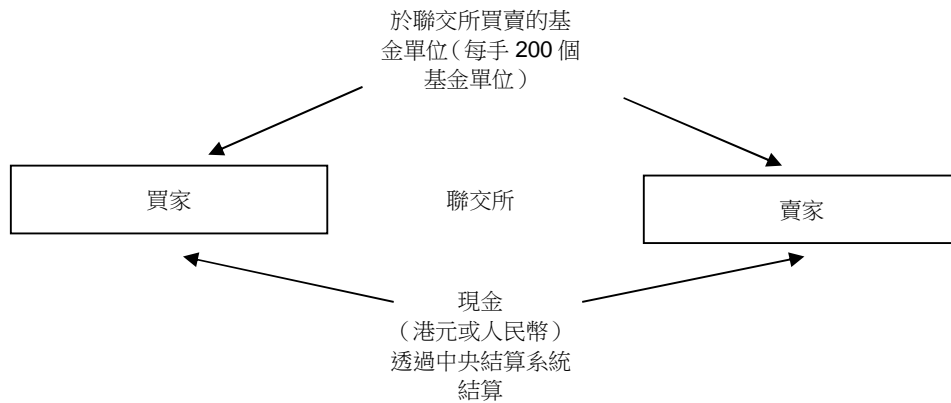 於聯交所買賣的基
金單位（每手 200 個
基金單位）
買家
聯交所
賣家
現金
（港元或人民幣）
透過中央結算系統
結算